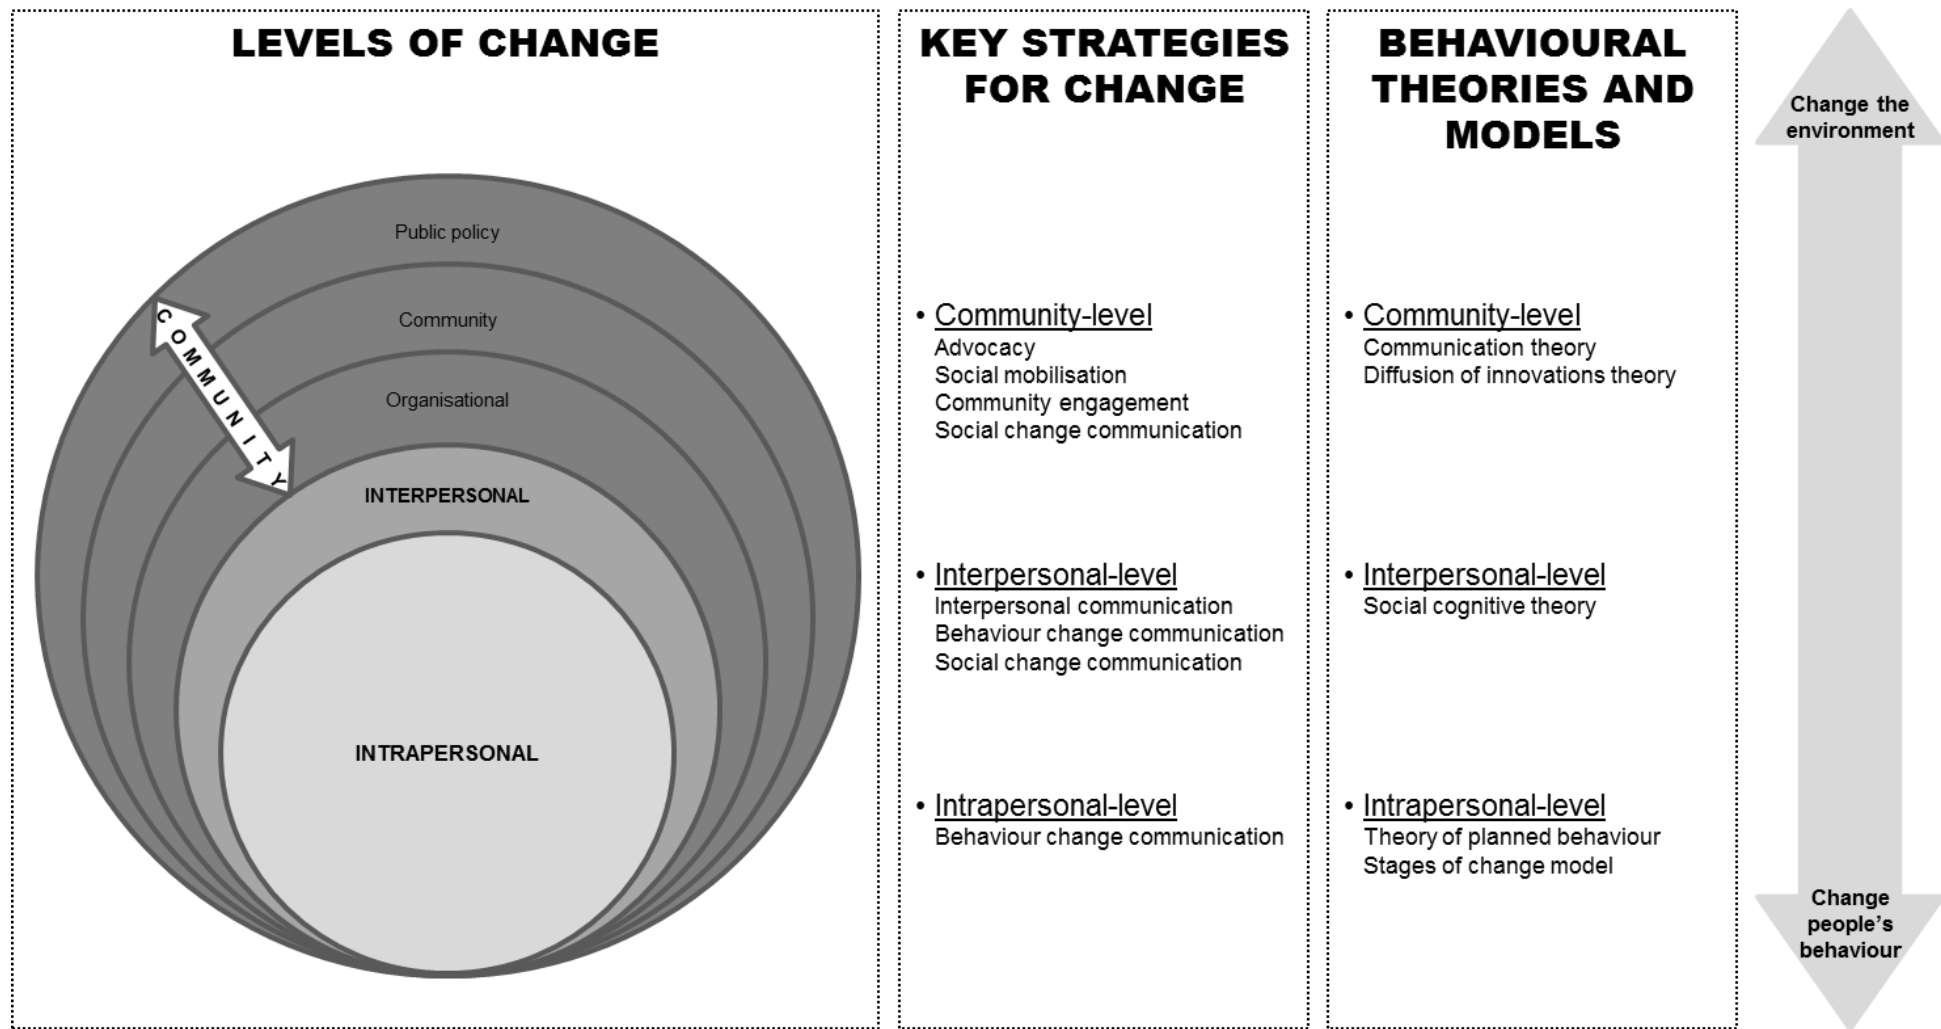 LEVELS OF CHANGE
Public policy
Community
Organisational
COMMUNITY
INTERPERSONAL
INTRAPERSONAL
KEY STRATEGIES
FOR CHANGE
• Community-level
Advocacy
Social mobilisation
Community engagement
Social change communication
• Interpersonal-level
Interpersonal communication
Behaviour change communication
Social change communication
• Intrapersonal-level
Behaviour change communication
BEHAVIOURAL
THEORIES AND
MODELS
• Community-level
Communication theory
Diffusion of innovations theory
• Interpersonal-level
Social cognitive theory
• Intrapersonal-level
Theory of planned behaviour
Stages of change model
Change the
environment
Change
people’s
behaviour